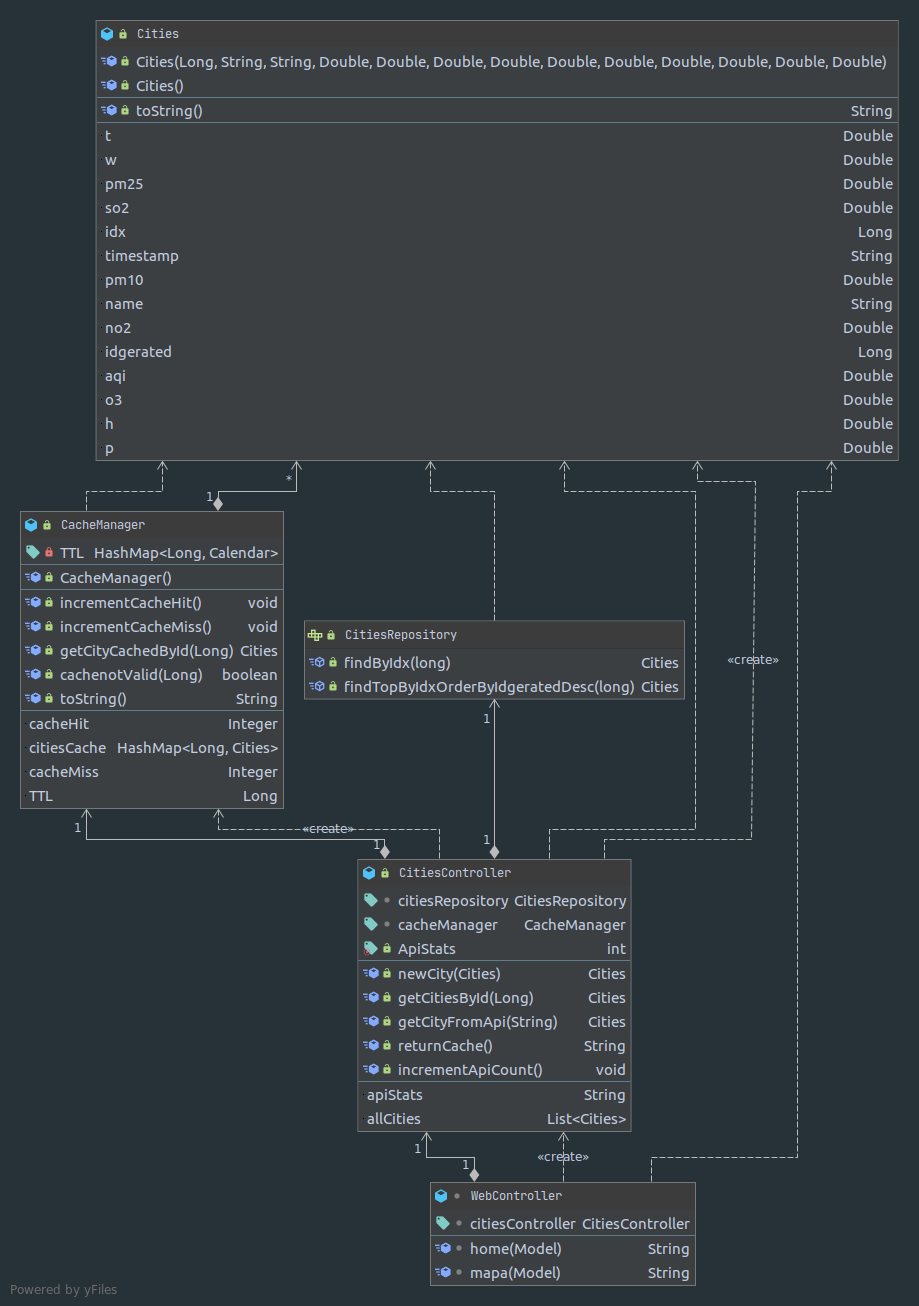 Cities
Cities(Long, String, String, Double, Double, Double, Double, Double, Double, Double, Double, Double, Double)
Cities()
toString() String
t Double
w Double
pm25 Double
so2 Double
idx Long
timestamp String
pm10 Double
name String
no2 Double
idgerated Long
aqi Double
o3 Double
h Double
p Double
*
1
CacheManager
TTL HashMap<Long, Calendar>
CacheManager()
incrementCacheHit() void
incrementCacheMiss() void
getCityCachedById(Long) Cities
cachenotValid(Long) boolean
toString() String
cacheHit Integer
citiesCache HashMap<Long, Cities>
cacheMiss Integer
TTL Long
CitiesRepository
findByIdx(long) Cities
findTopByIdxOrderByIdgeratedDesc(long) Cities
«create»
1
1
«create»
1
1
CitiesController
citiesRepository CitiesRepository
cacheManager CacheManager
ApiStats int
newCity(Cities) Cities
getCitiesById(Long) Cities
getCityFromApi(String) Cities
returnCache() String
incrementApiCount() void
apiStats String
allCities List<Cities>
1
«create»
1
WebController
citiesController CitiesController
home(Model) String
mapa(Model) String
Powered by yFiles